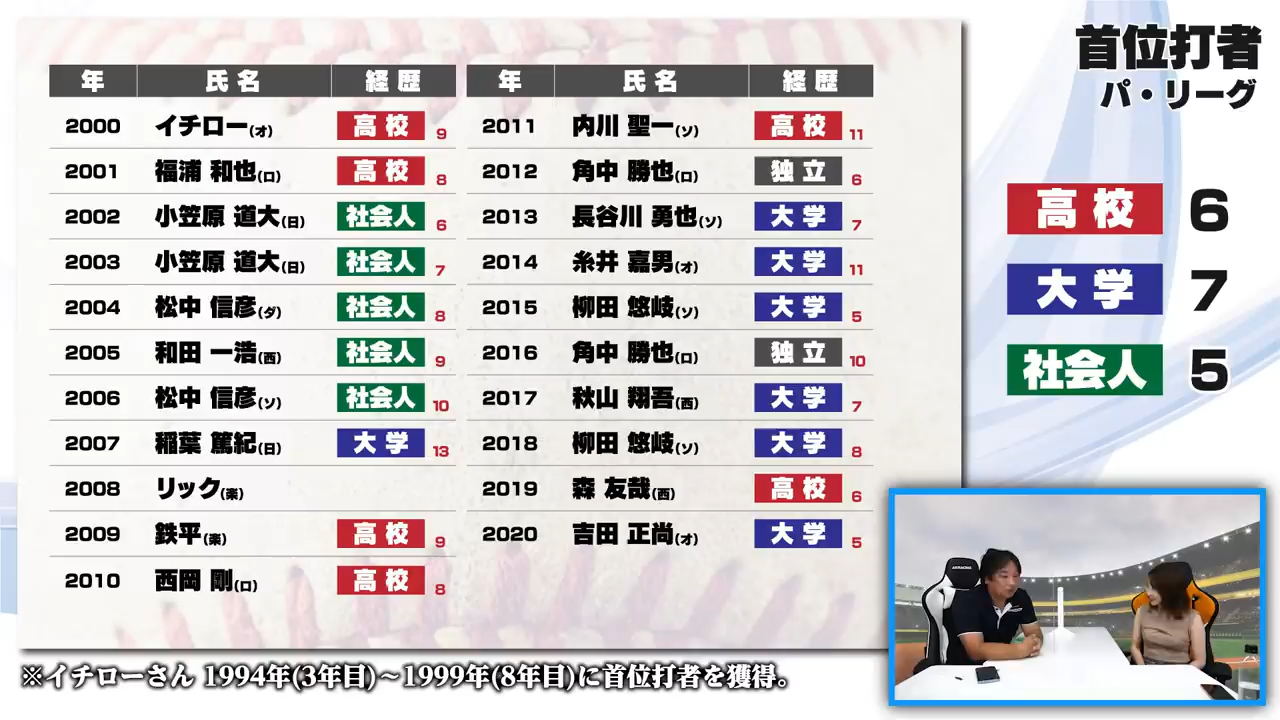 首位打者
パ・リーグ
年 氏名 経歴
2000 イチロー(オ) 高校 9
2001 福浦 和也(ロ) 高校 8
2002 小笠原 道大(日) 社会人 6
2003 小笠原 道大(日) 社会人 7
2004 松中 信彦(ダ) 社会人 8
2005 和田 一浩(西) 社会人 9
2006 松中 信彦(ソ) 社会人 10
2007 稲葉 篤紀(日) 大学 13
2008 リック(楽)
2009 鉄平(楽) 高校 9
2010 西岡 剛(ロ) 高校 8
年 氏名 経歴
2011 内川 聖一(ソ) 高校 11
2012 角中 勝也(ロ) 独立 6
2013 長谷川 勇也(ソ) 大学 7
2014 糸井 嘉男(オ) 大学 11
2015 柳田 悠岐(ソ) 大学 5
2016 角中 勝也(ロ) 独立 10
2017 秋山 翔吾(西) 大学 7
2018 柳田 悠岐(ソ) 大学 8
2019 森 友哉(西) 高校 6
2020 吉田 正尚(オ) 大学 5
高校 6
大学 7
社会人 5
AKRACING
※イチローさん 1994年(3年目)～1999年(8年目)に首位打者を獲得。